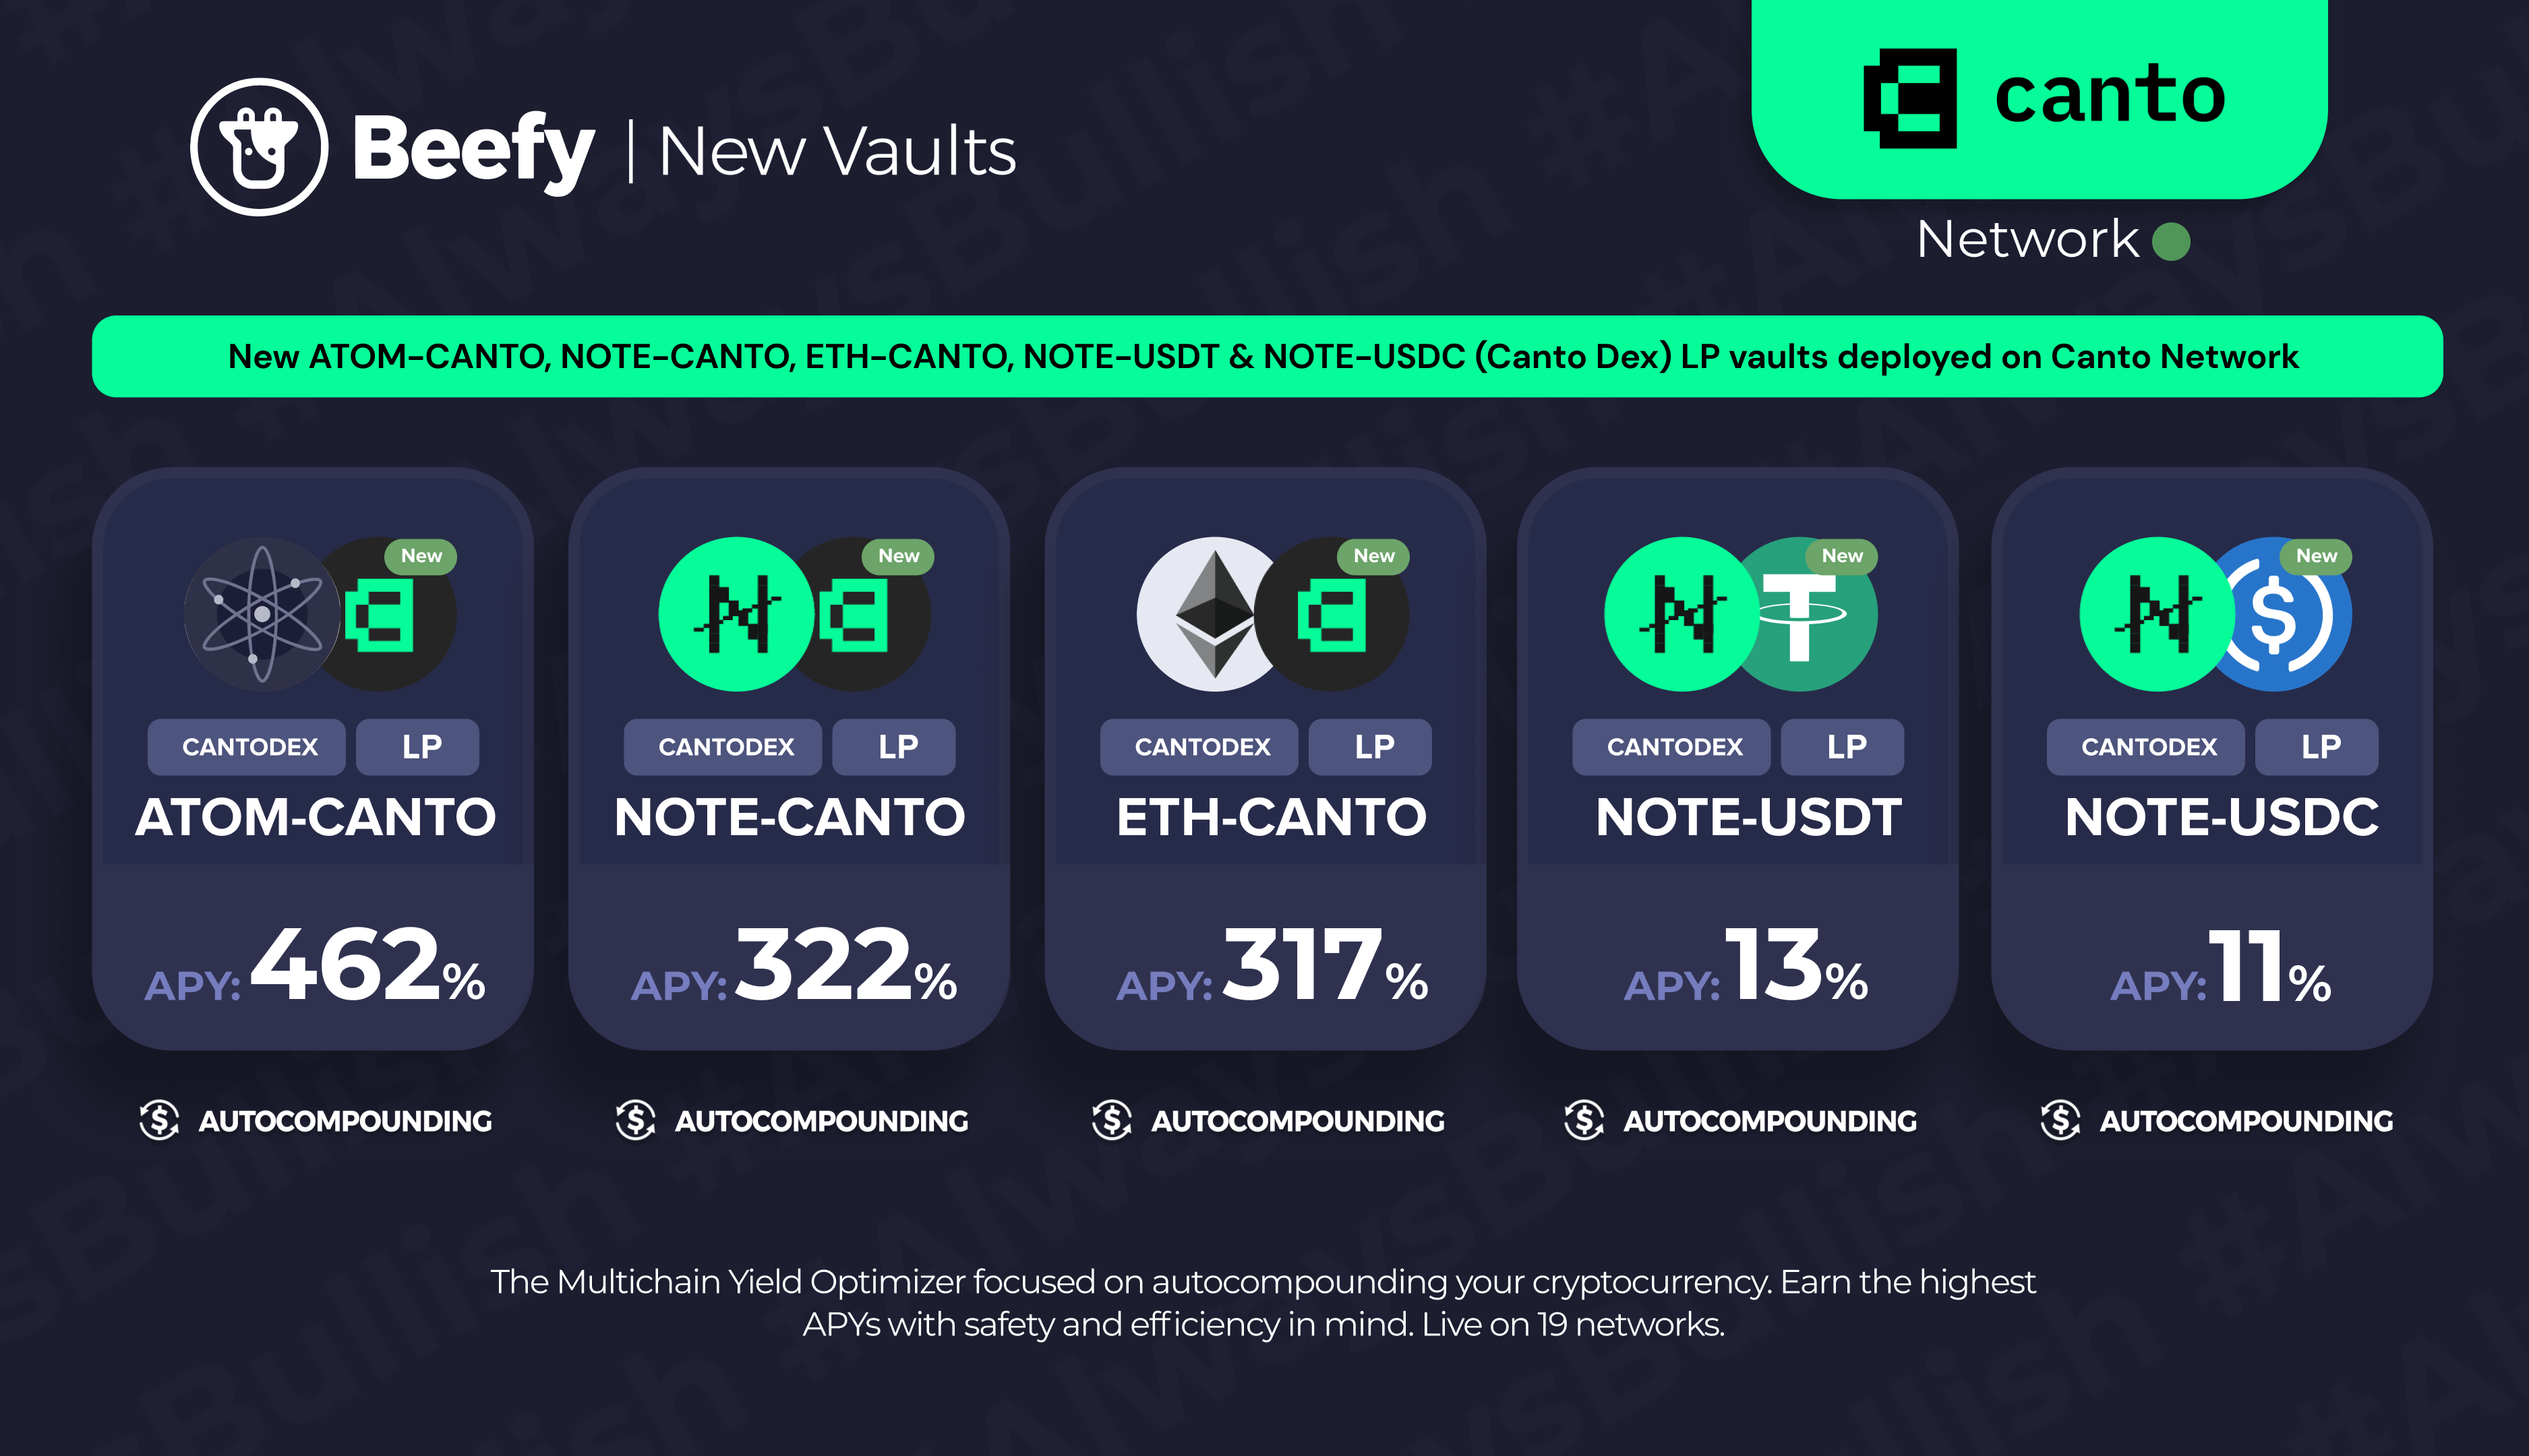 Beefy | New Vaults
canto
Network
New ATOM-CANTO, NOTE-CANTO, ETH-CANTO, NOTE-USDT & NOTE-USDC (Canto Dex) LP vaults deployed on Canto Network
New
CANTODEX LP
ATOM-CANTO
APY: 462%
AUTOCOMPOUNDING
New
CANTODEX LP
NOTE-CANTO
APY: 322%
AUTOCOMPOUNDING
New
CANTODEX LP
ETH-CANTO
APY: 317%
AUTOCOMPOUNDING
New
CANTODEX LP
NOTE-USDT
APY: 13%
AUTOCOMPOUNDING
New
CANTODEX LP
NOTE-USDC
APY: 11%
AUTOCOMPOUNDING
The Multichain Yield Optimizer focused on autocompounding your cryptocurrency. Earn the highest
APYs with safety and efficiency in mind. Live on 19 networks.
#AlwaysBullish